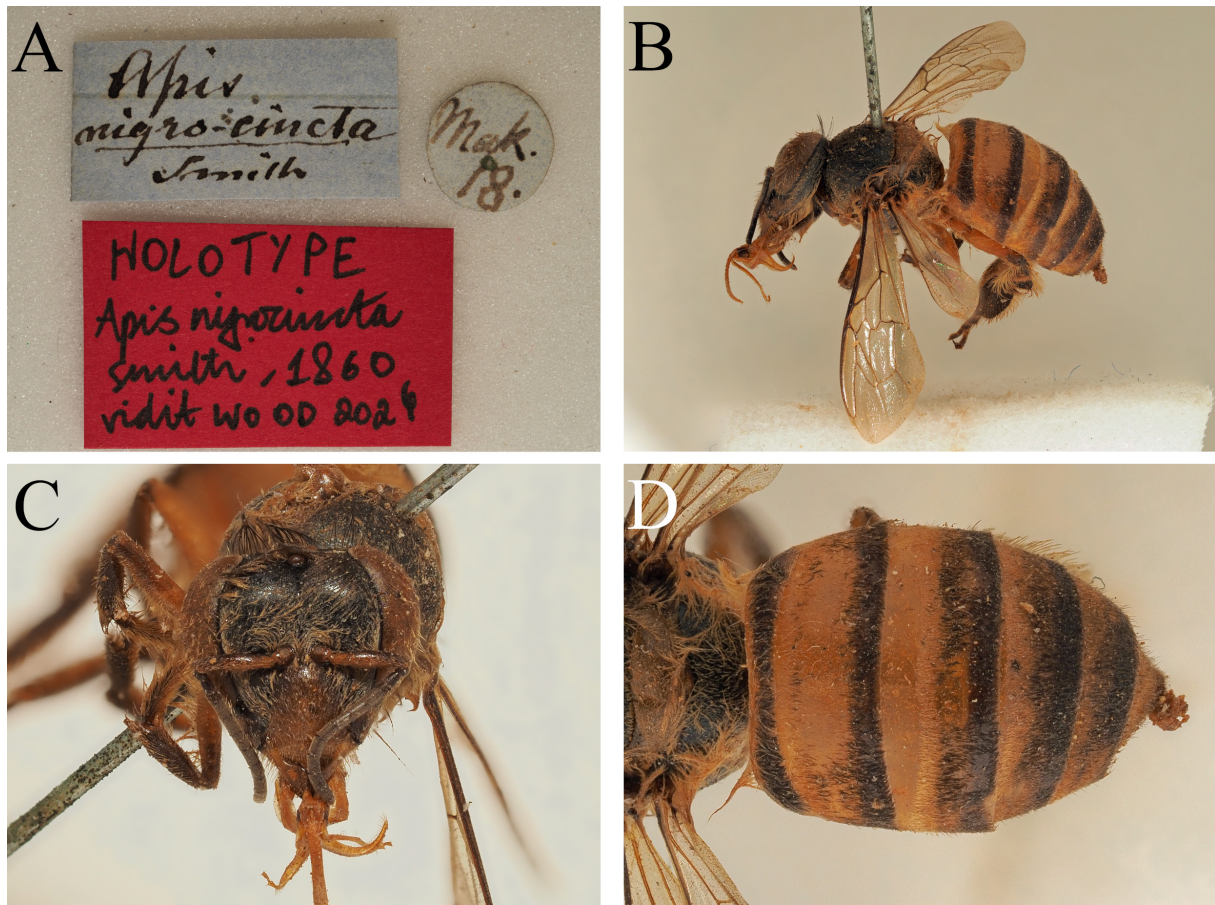 A
Apis
nigro-cincta
Smith
Mak.
18.
HOLOTYPE
Apis nigrocincta
smith, 1860
vidit WOOD 2024
B
C
D